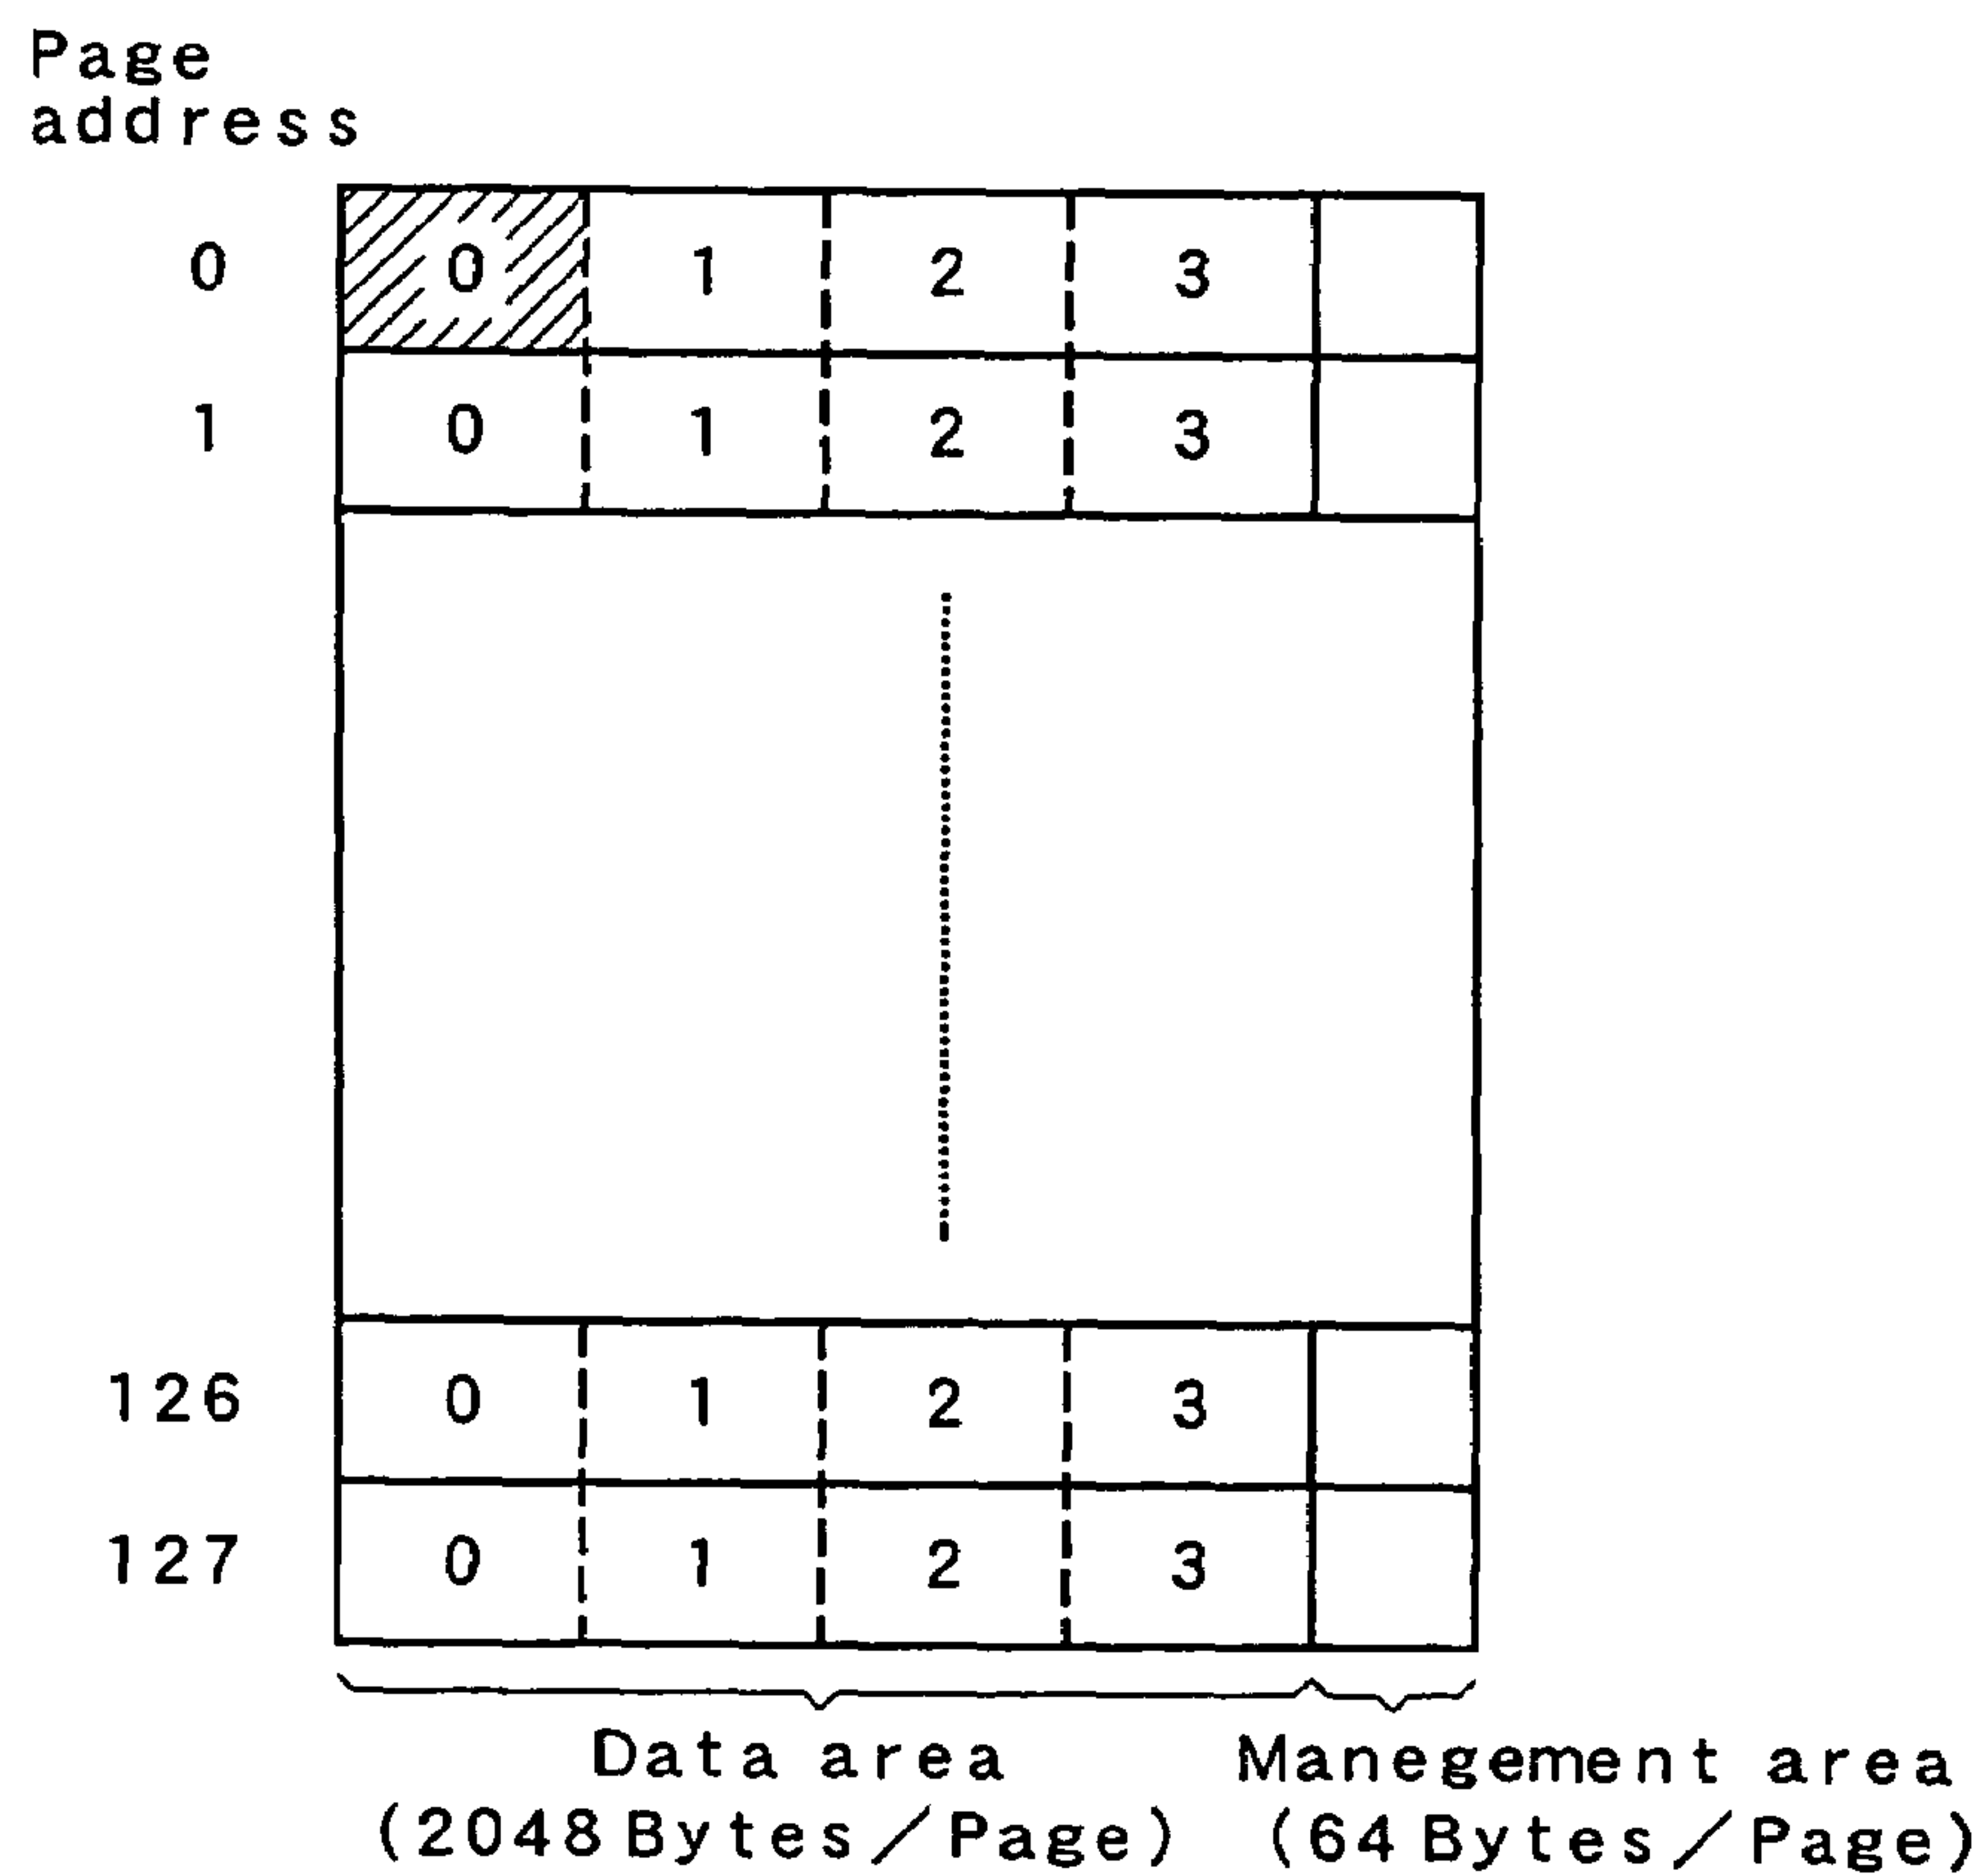 Page
address
0 0 1 2 3
1 0 1 2 3
126 0 1 2 3
127 0 1 2 3
Data area Manegement area
(2048 Bytes/Page) (64 Bytes/Page)